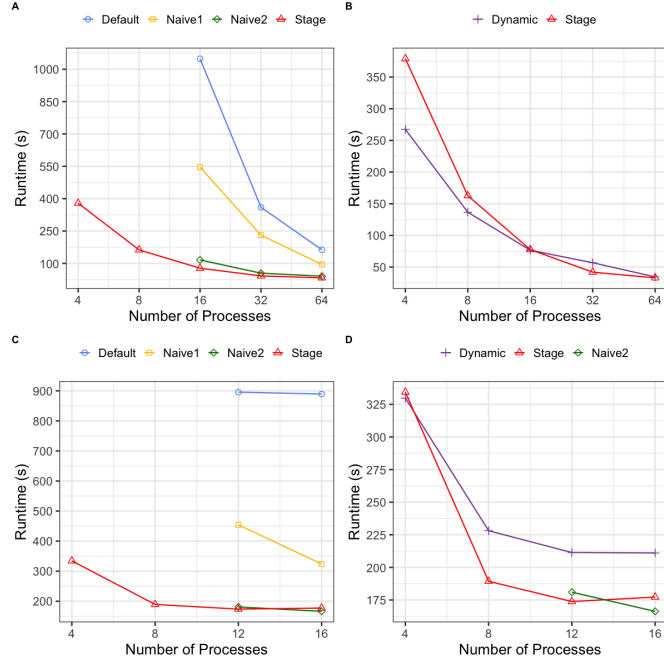 A
Default Naive1 Naive2 Stage
1000
850
700
550
400
250
100
Runtime (s)
4 8 16 32 64
Number of Processes
B
Dynamic Stage
350
300
250
200
150
100
50
Runtime (s)
4 8 16 32 64
Number of Processes
C
Default Naive1 Naive2 Stage
900
800
700
600
500
400
300
200
Runtime (s)
4 8 12 16
Number of Processes
D
Dynamic Stage Naive2
325
300
275
250
225
200
175
Runtime (s)
4 8 12 16
Number of Processes